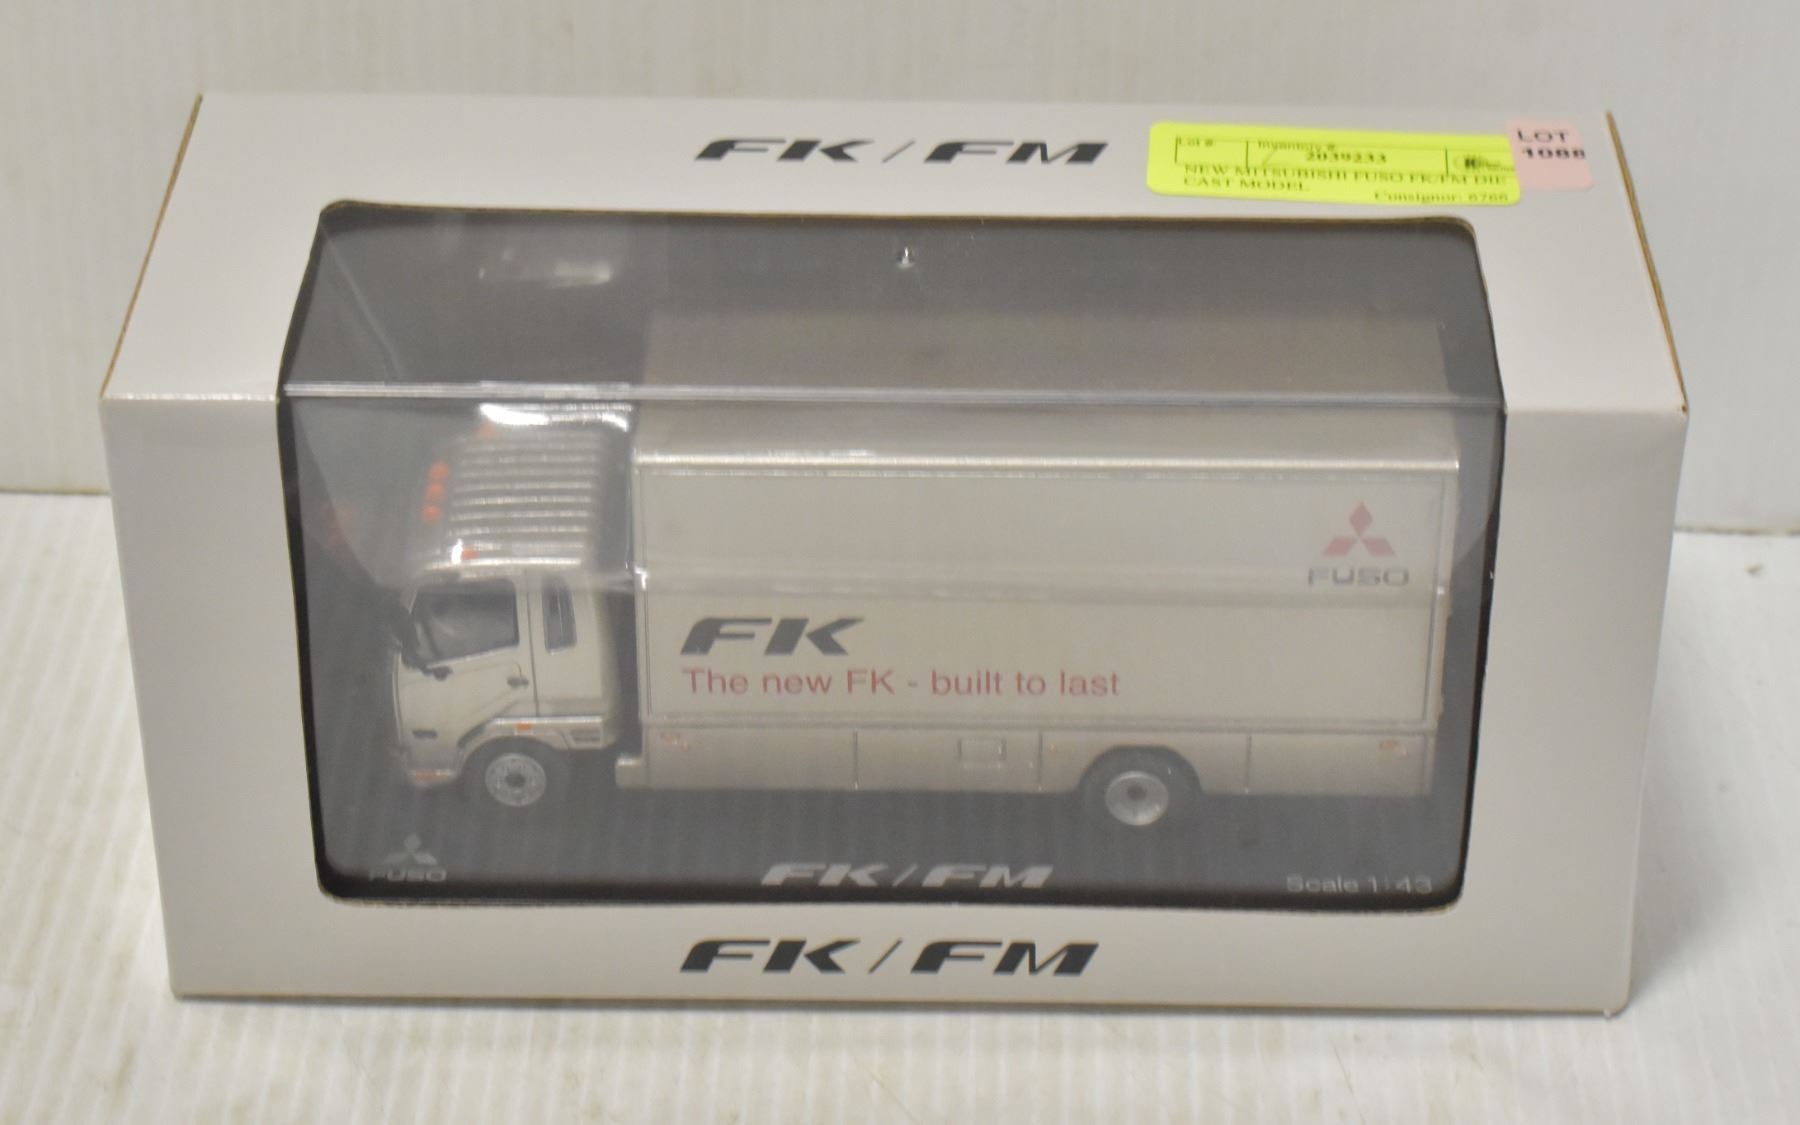 FK/FM
Lot # Inventory #
2039233
NEW MITSUBISHI FUSO FK/FM DIE
CAST MODEL
Consignor: 6766
LOT
1088
FUSO
FK
The new FK - built to last
FUSO
FK/FM
Scale 1:43
FK/FM